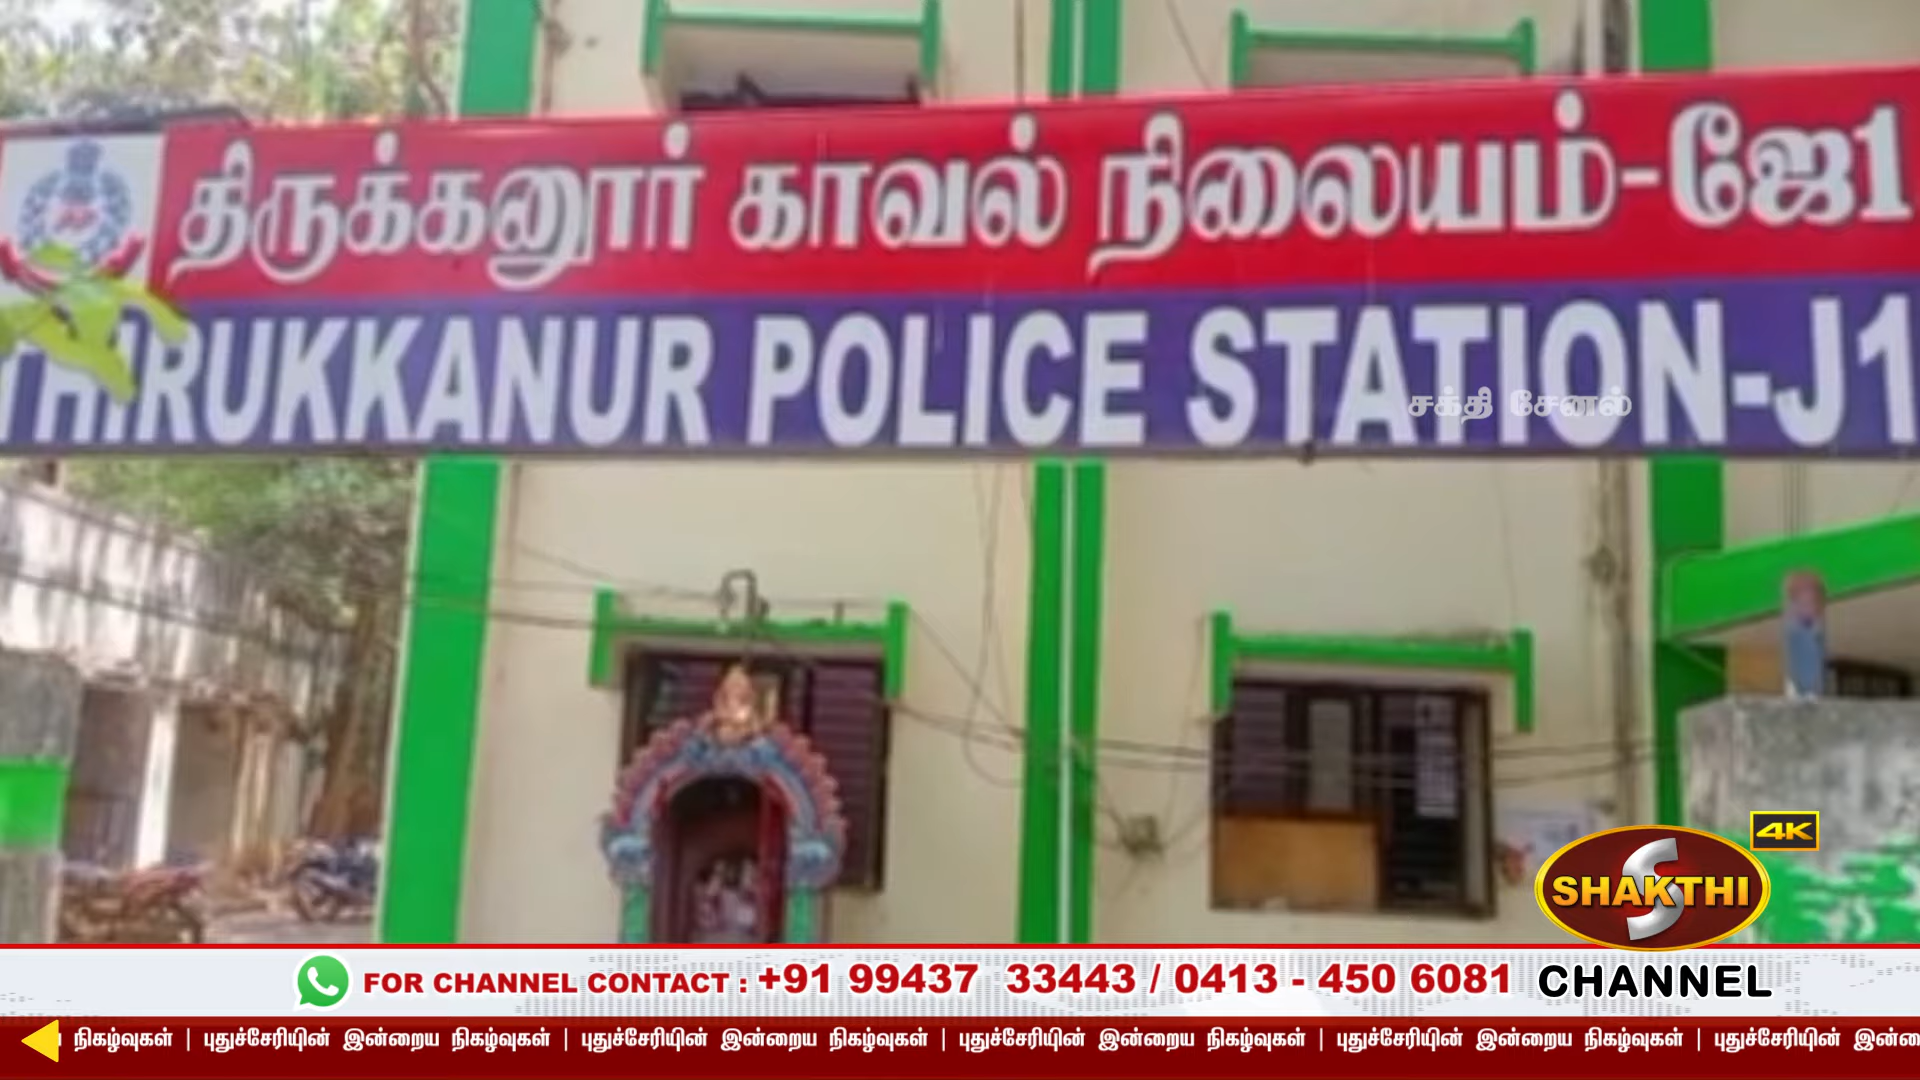 திருக்கனூர் காவல் நிலையம்-ஜே1
THIRUKKANUR POLICE STATION-J1
சக்தி சேனல்
4K
S
SHAKTHI
CHANNEL
FOR CHANNEL CONTACT : +91 99437 33443 / 0413 - 450 6081
நிகழ்வுகள் | புதுச்சேரியின் இன்றைய நிகழ்வுகள் | புதுச்சேரியின் இன்றைய நிகழ்வுகள் | புதுச்சேரியின் இன்றைய நிகழ்வுகள் | புதுச்சேரியின் இன்றைய நிகழ்வுகள் | புதுச்சேரியின்